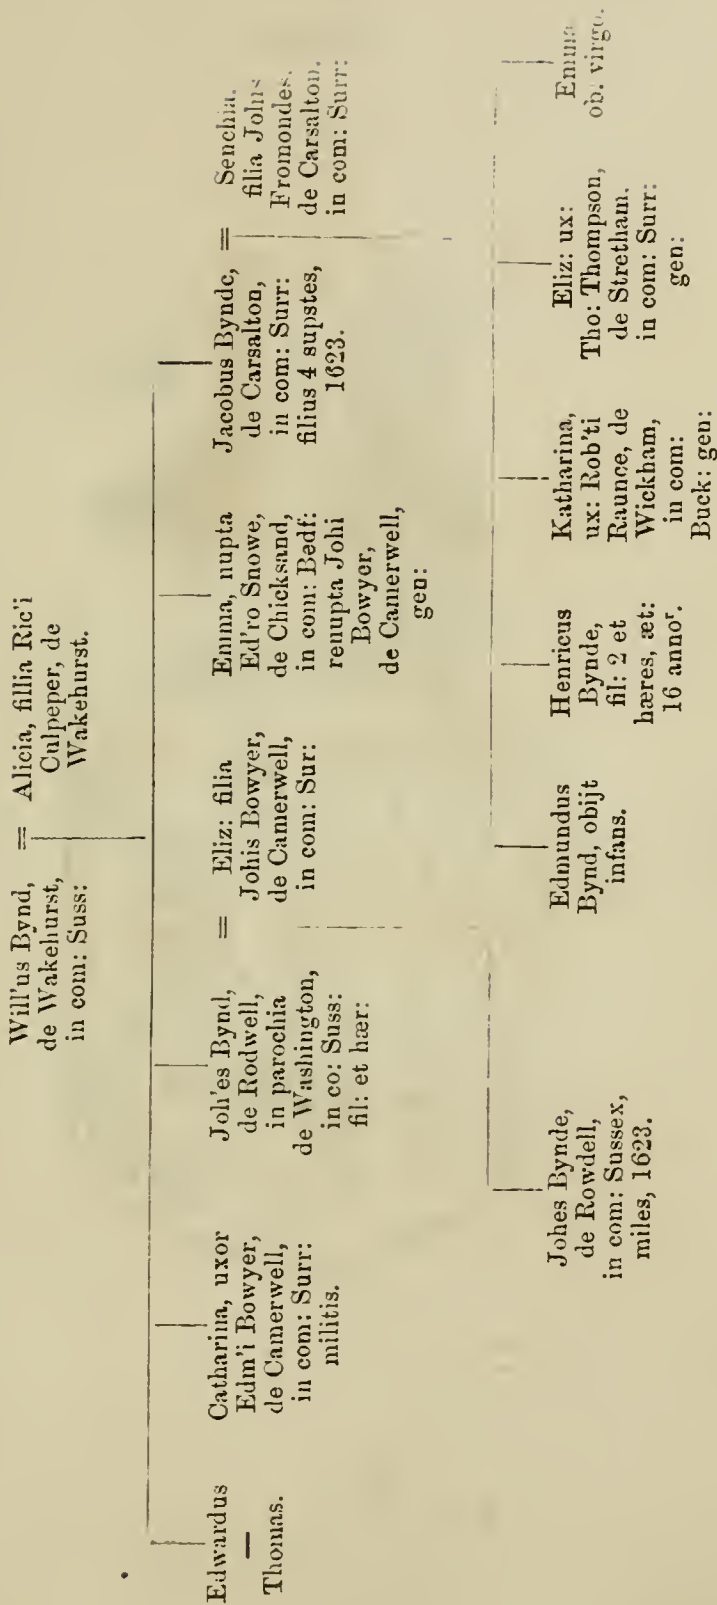 Will'us Bynd,
de Wakehurst,
in com: Suss:
=
Alicia, fillia Ric'i
Culpeper, de
Wakehurst.
Edwardus
—
Thomas.
Catharina, uxor
Edm'i Bowyer,
de Camerwell,
in com: Surr:
militis.
Joh'es Bynd,
de Rodwell,
in parochia
de Washington,
in co: Suss:
fil: et hær:
=
Eliz: filia
Johis Bowyer,
de Camerwell,
in com: Sur:
Emma, nupta
Ed'ro Snowe,
de Chicksand,
in com: Bedf:
renupta Johi
Bowyer,
de Camerwell,
gen:
Jacobus Bynde,
de Carsalton,
in com: Surr:
filius 4 supstes,
1623.
=
Senchia.
filia Johis
Fromondes.
de Carsalton.
in com: Surr:
Johes Bynde,
de Rowdell,
in com: Sussex,
miles, 1623.
Edmundus
Bynd, obijt
infans.
Henricus
Bynde,
fil: 2 et
hæres, æt:
16 annoʳ.
Katharina,
ux: Rob'ti
Raunce, de
Wickham,
in com:
Buck: gen:
Eliz: ux:
Tho: Thompson,
de Stretham.
in com: Surr:
gen:
Emma
ob: virgo.